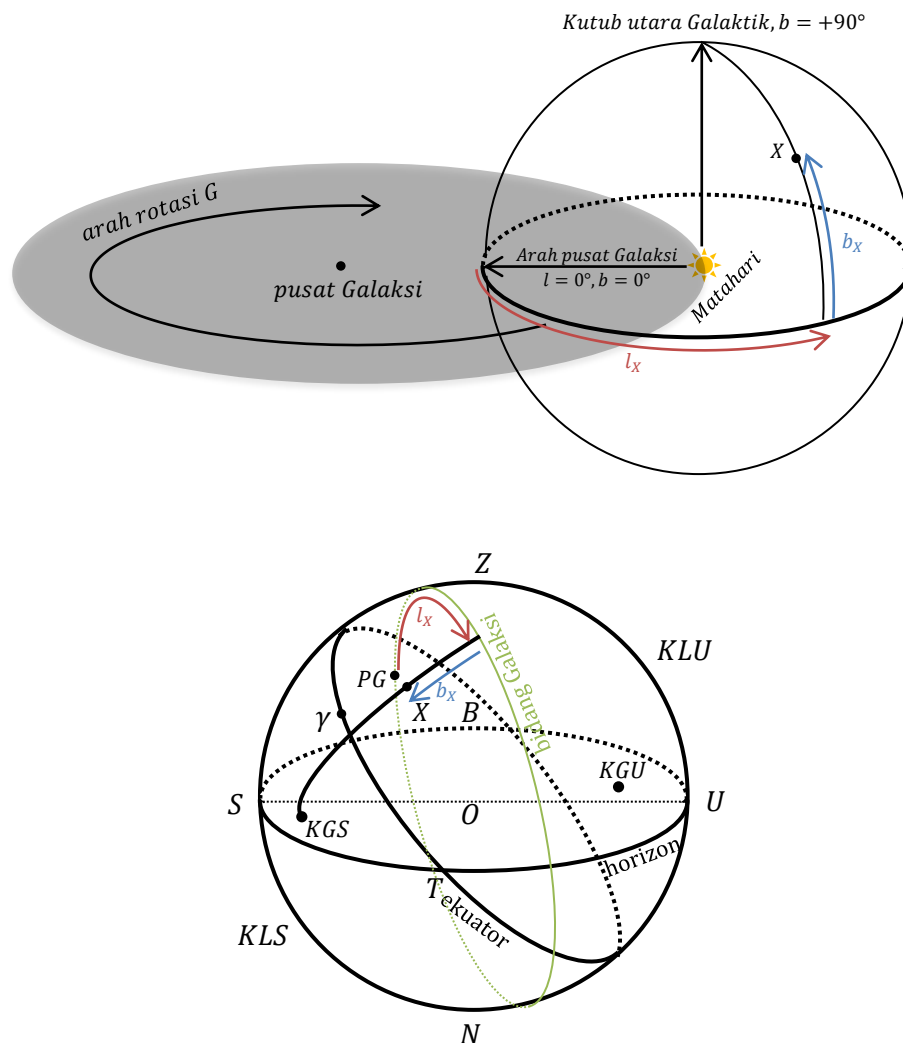 Kutub utara Galaktik, b = +90°
X
arah rotasi G
b_X
Arah pusat Galaksi
l = 0°, b = 0°
pusat Galaksi
Matahari
l_X
Z
l_X
bidang Galaksi
KLU
PG
b_X
X
B
γ
KGU
S
O
U
KGS
horizon
T
ekuator
KLS
N